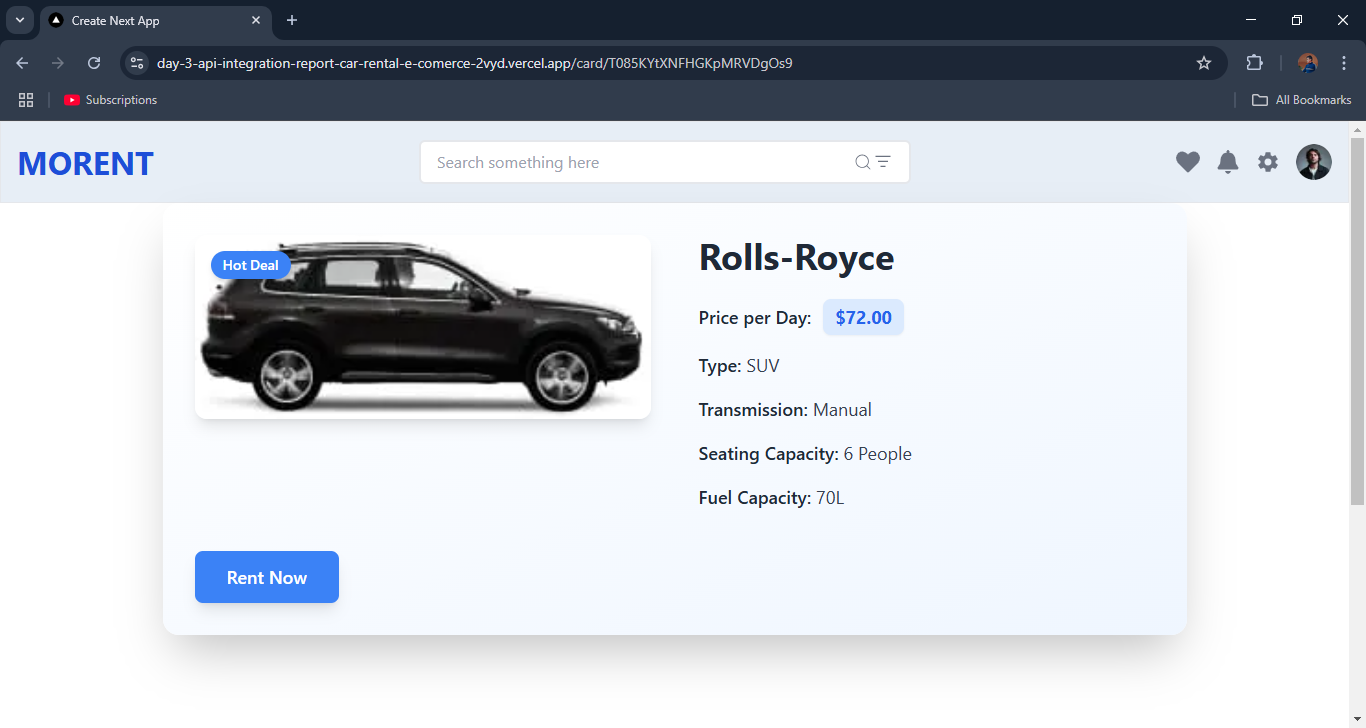 Create Next App
day-3-api-integration-report-car-rental-e-comerce-2vyd.vercel.app/card/T085KYtXNFHGKpMRVDgOs9
Subscriptions
All Bookmarks
MORENT
Search something here
Hot Deal
Rolls-Royce
Price per Day: $72.00
Type: SUV
Transmission: Manual
Seating Capacity: 6 People
Fuel Capacity: 70L
Rent Now